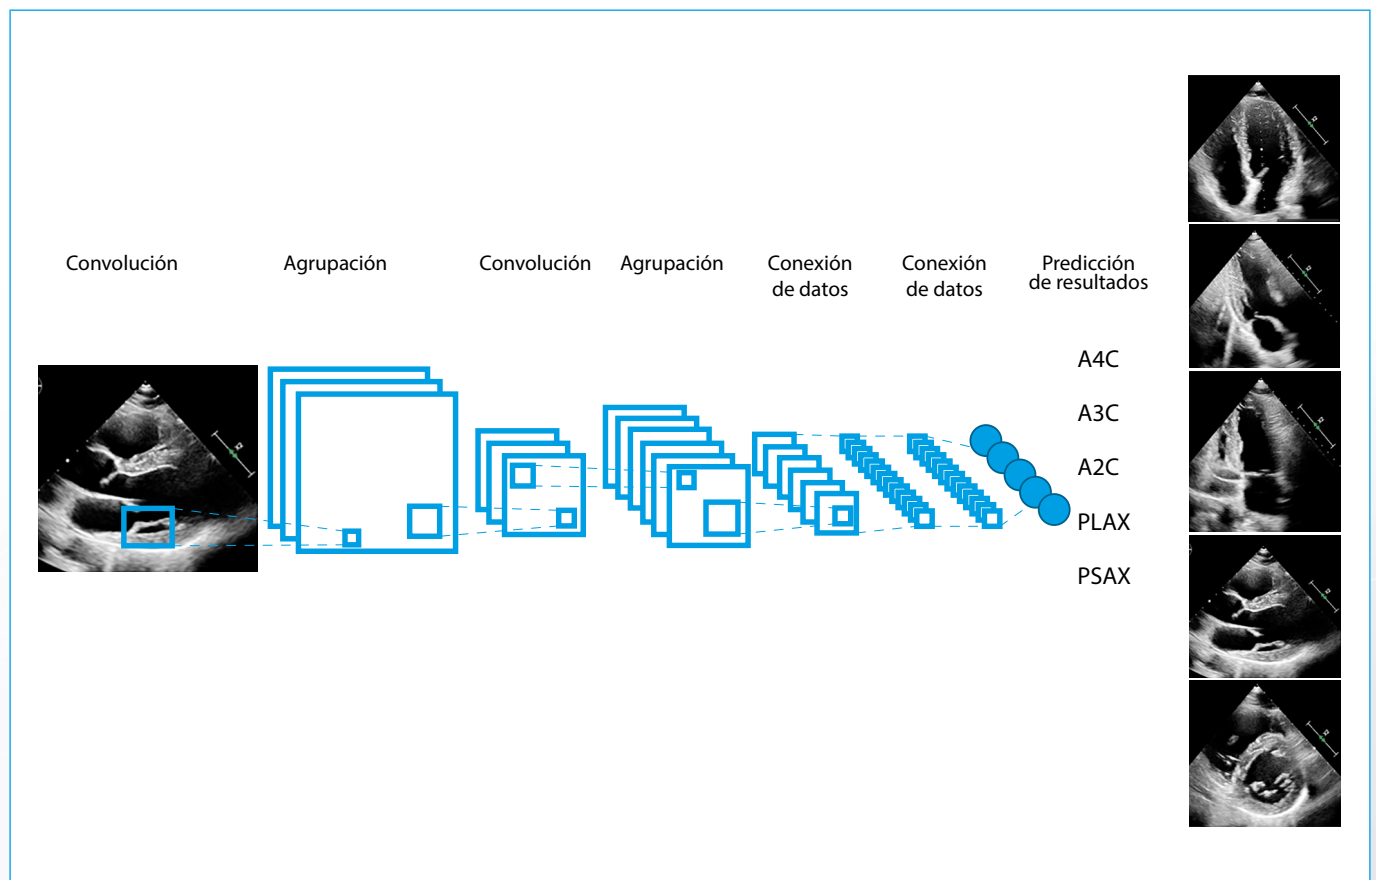 Convolución
Agrupación
Convolución
Agrupación
Conexión
de datos
Conexión
de datos
Predicción
de resultados
A4C
A3C
A2C
PLAX
PSAX